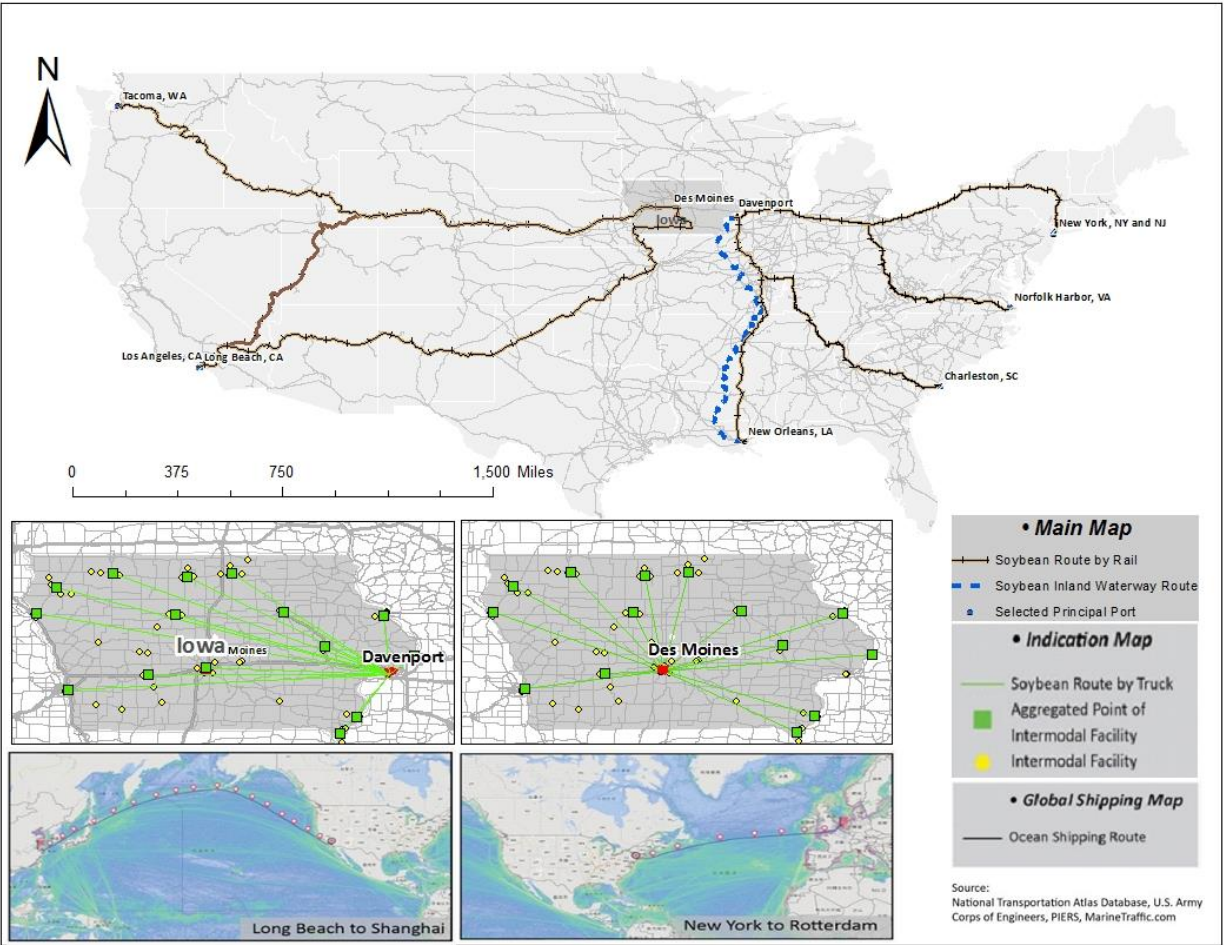 N
Tacoma, WA
Des Moines
Davenport
Iowa
New York, NY and NJ
Norfolk Harbor, VA
Los Angeles, CA
Long Beach, CA
Charleston, SC
New Orleans, LA
0 375 750 1,500 Miles
Iowa
Moines
Davenport
Des Moines
Long Beach to Shanghai
New York to Rotterdam
• Main Map
Soybean Route by Rail
Soybean Inland Waterway Route
Selected Principal Port
• Indication Map
Soybean Route by Truck
Aggregated Point of
Intermodal Facility
Intermodal Facility
• Global Shipping Map
Ocean Shipping Route
Source:
National Transportation Atlas Database, U.S. Army
Corps of Engineers, PIERS, MarineTraffic.com